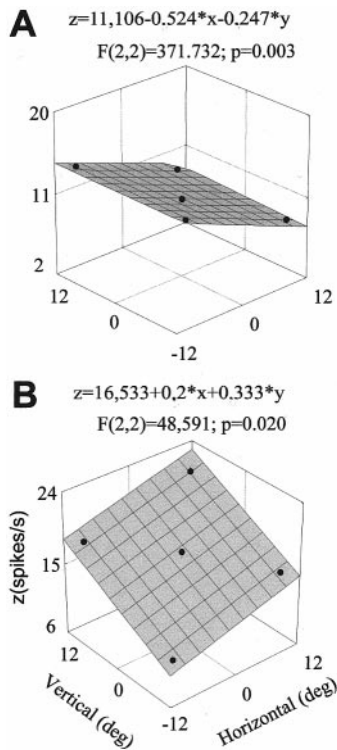 A
z=11,106-0.524*x-0.247*y
F(2,2)=371.732; p=0.003
20
11
2
12
0
-12
0
12
B
z=16,533+0,2*x+0.333*y
F(2,2)=48,591; p=0.020
24
15
6
z(spikes/s)
12
0
-12
0
12
Vertical (deg)
Horizontal (deg)